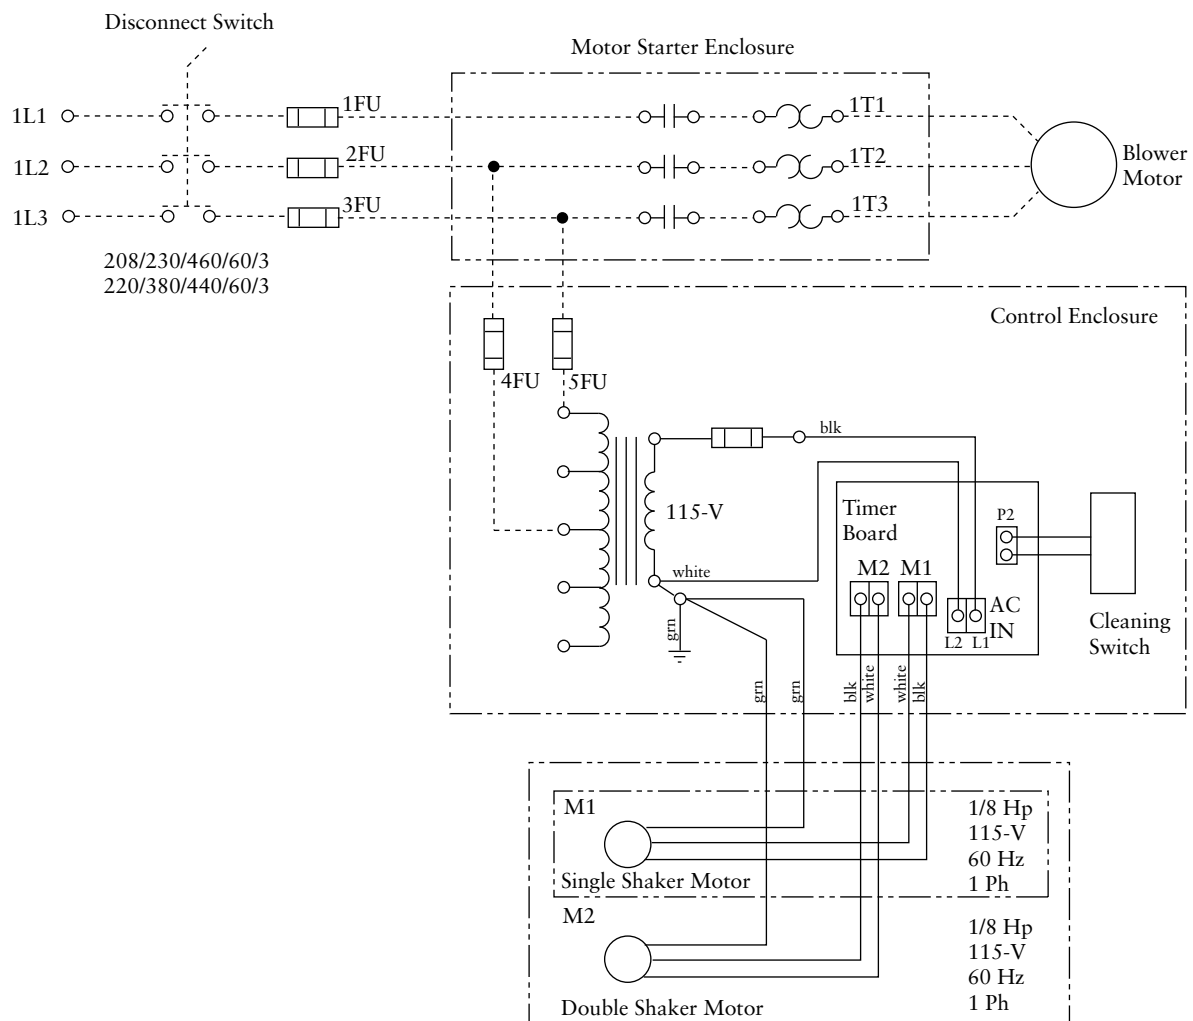 Disconnect Switch
Motor Starter Enclosure
1L1
1FU
1T1
1L2
2FU
1T2
Blower
Motor
1L3
3FU
1T3
208/230/460/60/3
220/380/440/60/3
Control Enclosure
4FU
5FU
blk
115-V
Timer
Board
P2
white
M2
M1
AC
IN
L2
L1
Cleaning
Switch
grn
grn
grn
blk
white
white
blk
M1
1/8 Hp
115-V
60 Hz
1 Ph
Single Shaker Motor
M2
1/8 Hp
115-V
60 Hz
1 Ph
Double Shaker Motor